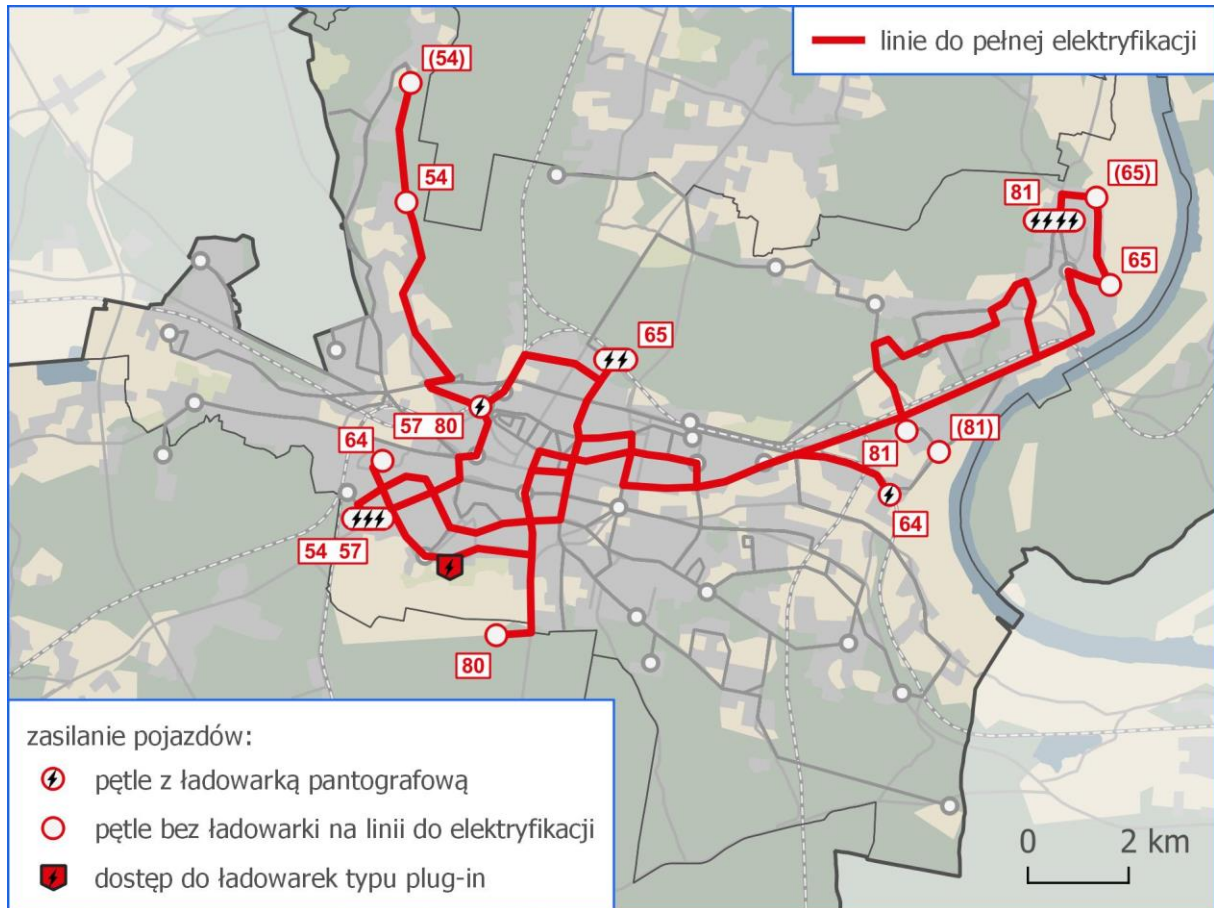 linie do pełnej elektryfikacji
(54)
54
81
(65)
65
65
57 80
64
81
(81)
64
54 57
80
zasilanie pojazdów:
pętle z ładowarką pantografową
pętle bez ładowarki na linii do elektryfikacji
dostęp do ładowarek typu plug-in
0 2 km